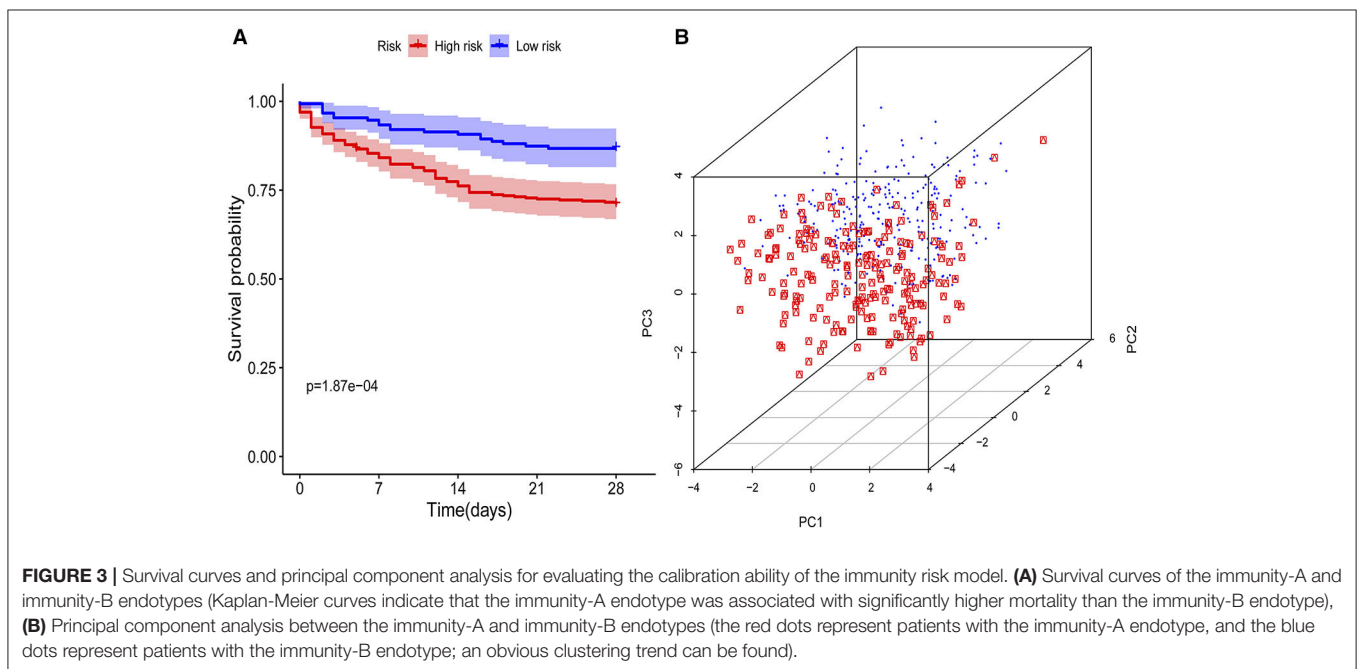 A
Risk High risk Low risk
1.00
0.75
0.50
0.25
0.00
Survival probability
p=1.87e−04
0 7 14 21 28
Time(days)
B
4
2
0
−2
−4
−6
PC3
−4 −2 0 2 4
PC1
−4
−2
0
2
4
6
PC2
FIGURE 3 | Survival curves and principal component analysis for evaluating the calibration ability of the immunity risk model. (A) Survival curves of the immunity-A and
immunity-B endotypes (Kaplan-Meier curves indicate that the immunity-A endotype was associated with significantly higher mortality than the immunity-B endotype),
(B) Principal component analysis between the immunity-A and immunity-B endotypes (the red dots represent patients with the immunity-A endotype, and the blue
dots represent patients with the immunity-B endotype; an obvious clustering trend can be found).